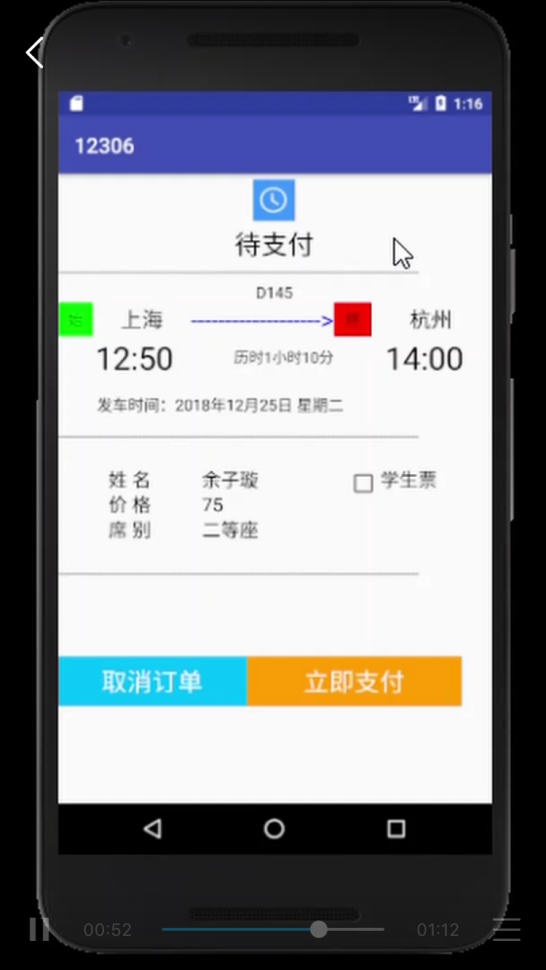 1:16
12306
待支付
D145
始 上海 --------------------> 杭州
12:50 历时1小时10分 14:00
发车时间：2018年12月25日 星期二
姓 名 余子璇 学生票
价 格 75
席 别 二等座
取消订单 立即支付
00:52 01:12